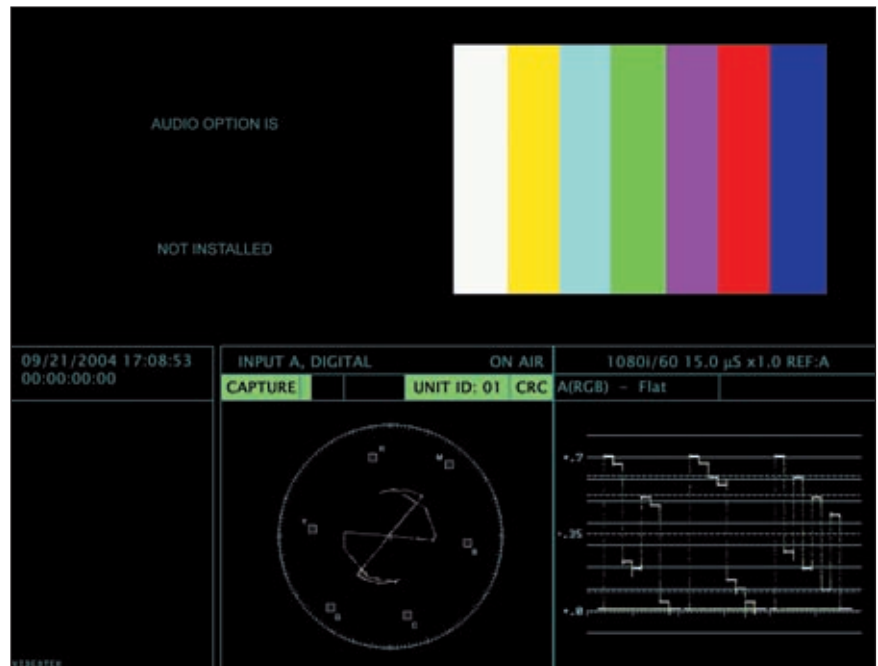 AUDIO OPTION IS
NOT INSTALLED
09/21/2004 17:08:53
00:00:00:00
INPUT A, DIGITAL ON AIR
CAPTURE UNIT ID: 01 CRC
1080i/60 15.0 µS x1.0 REF:A
A(RGB) – Flat
R
M
Y
B
G
C
.7
.35
.0
VIDEOTEK